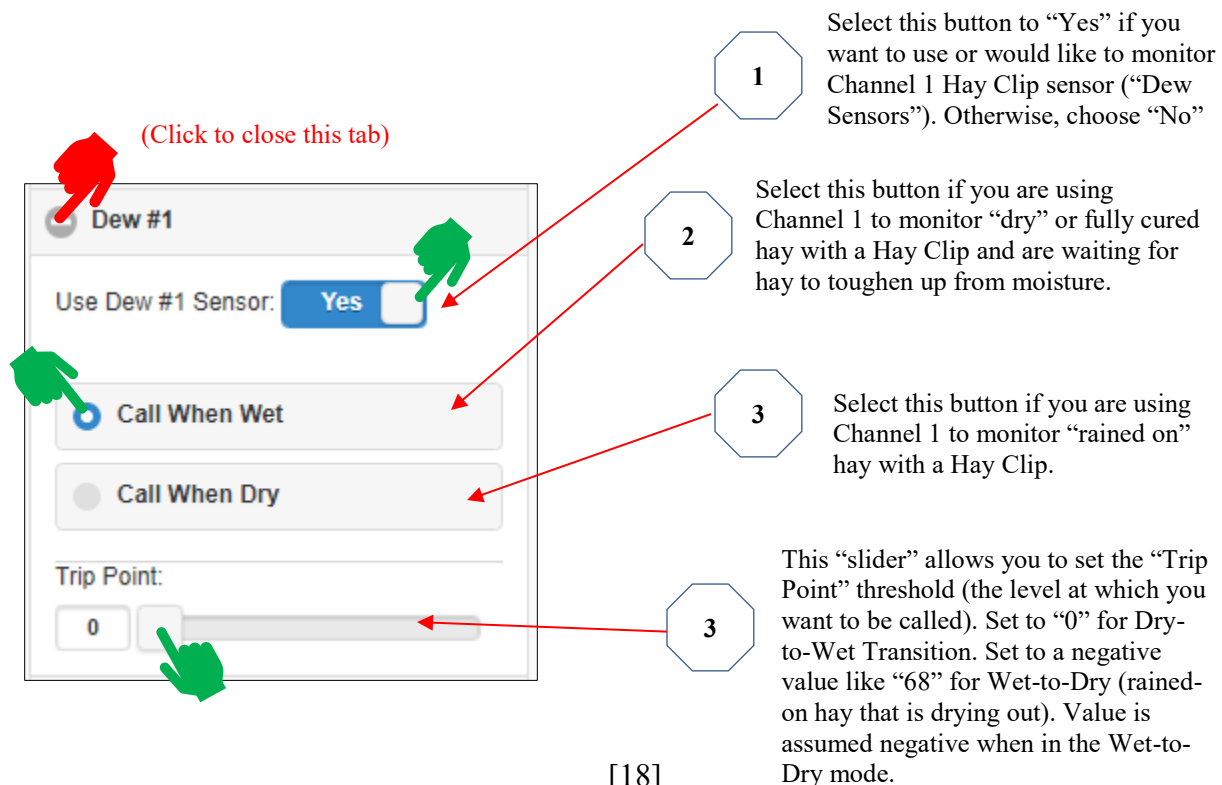 Select this button to “Yes” if you
want to use or would like to monitor
Channel 1 Hay Clip sensor (“Dew
Sensors”). Otherwise, choose “No”
1
(Click to close this tab)
Dew #1
Use Dew #1 Sensor: Yes
Select this button if you are using
Channel 1 to monitor “dry” or fully cured
hay with a Hay Clip and are waiting for
hay to toughen up from moisture.
2
Call When Wet
Call When Dry
3
Select this button if you are using
Channel 1 to monitor “rained on”
hay with a Hay Clip.
Trip Point:
0
3
This “slider” allows you to set the “Trip
Point” threshold (the level at which you
want to be called). Set to “0” for Dry-
to-Wet Transition. Set to a negative
value like “68” for Wet-to-Dry (rained-
on hay that is drying out). Value is
assumed negative when in the Wet-to-
Dry mode.
[18]